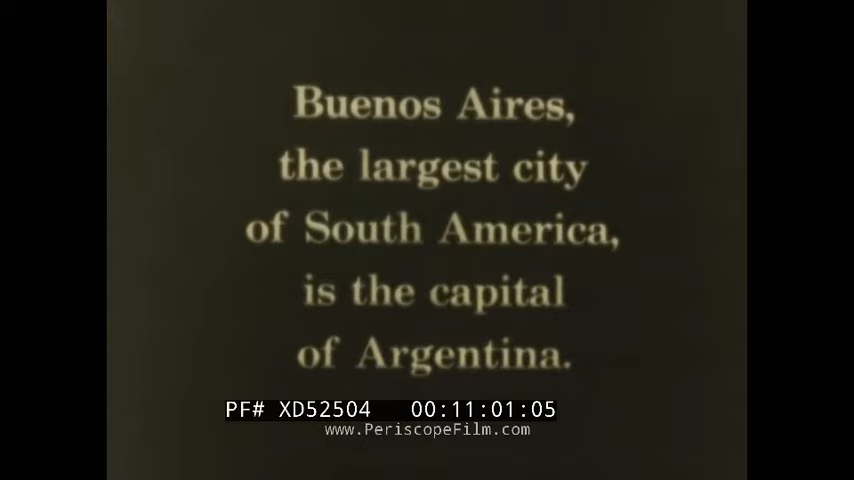 Buenos Aires,
the largest city
of South America,
is the capital
of Argentina.
PF# XD52504 00:11:01:05
www.PeriscopeFilm.com